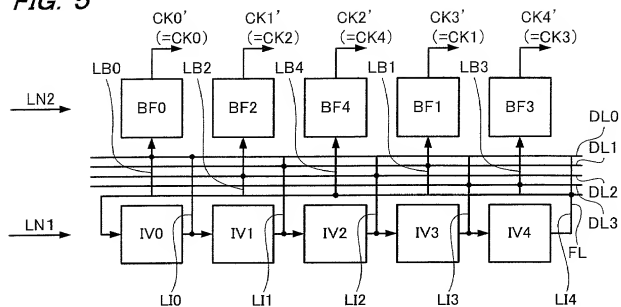 FIG. 5
CK0' CK1' CK2' CK3' CK4'
(=CK0) (=CK2) (=CK4) (=CK1) (=CK3)
LB0 LB2 LB4 LB1 LB3
LN2 BF0 BF2 BF4 BF1 BF3
DL0
DL1
DL2
DL3
LN1 IV0 IV1 IV2 IV3 IV4
FL
LI0 LI1 LI2 LI3 LI4